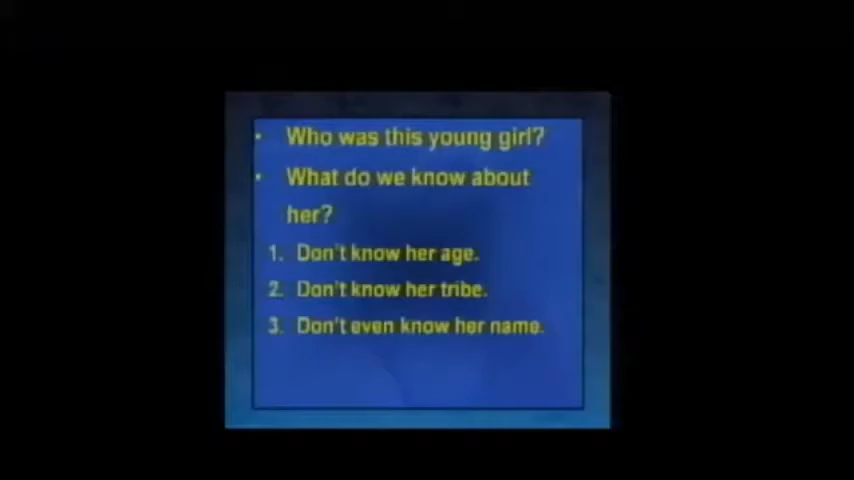 • Who was this young girl?
• What do we know about
her?
1. Don't know her age.
2. Don't know her tribe.
3. Don't even know her name.